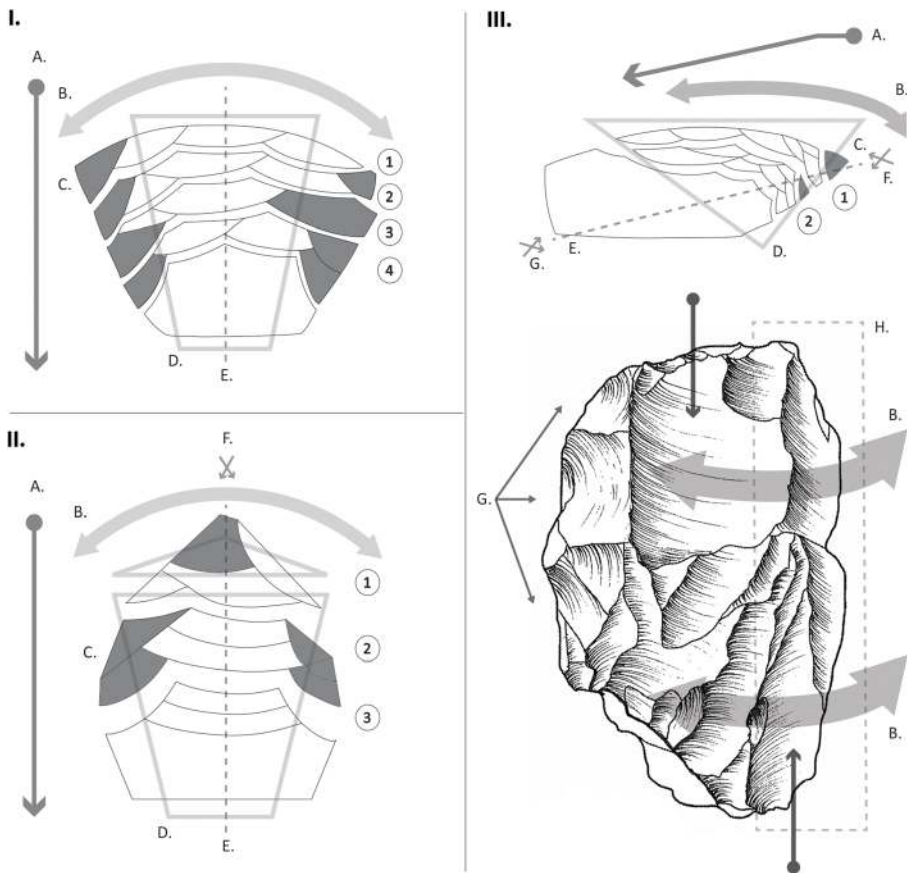 I.
A.
B.
C.
1
2
3
4
D.
E.
II.
F.
A.
B.
1
C.
2
3
D.
E.
III.
A.
B.
C.
F.
1
2
E.
G.
D.
H.
B.
G.
B.